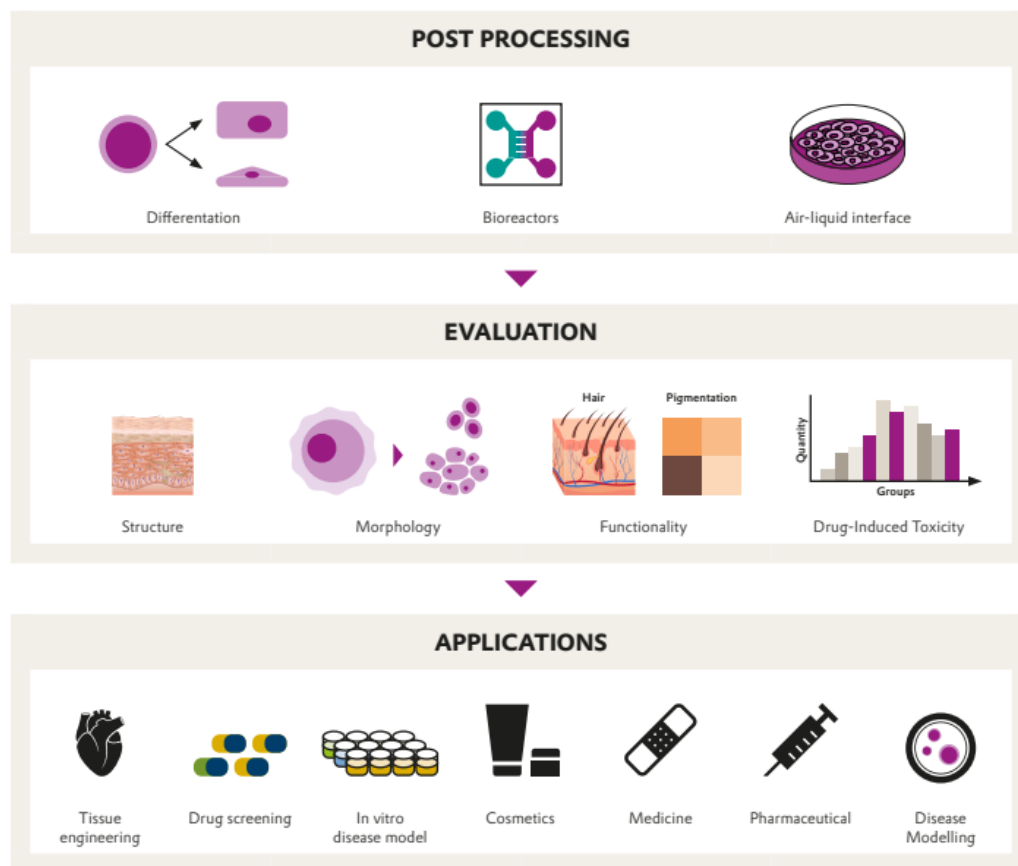 POST PROCESSING
Differentation
Bioreactors
Air-liquid interface
EVALUATION
Hair
Pigmentation
Quantity
Groups
Structure
Morphology
Functionality
Drug-Induced Toxicity
APPLICATIONS
Tissue
engineering
Drug screening
In vitro
disease model
Cosmetics
Medicine
Pharmaceutical
Disease
Modelling